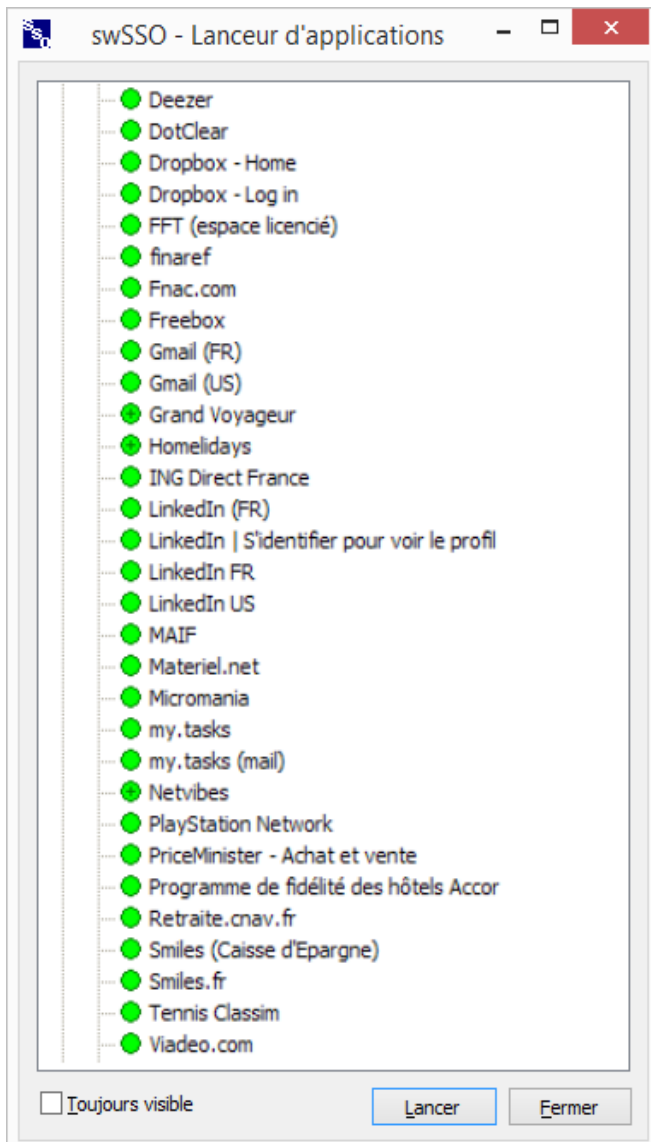 swSSO - Lanceur d'applications
Deezer
DotClear
Dropbox - Home
Dropbox - Log in
FFT (espace licencié)
finaref
Fnac.com
Freebox
Gmail (FR)
Gmail (US)
Grand Voyageur
Homelidays
ING Direct France
LinkedIn (FR)
LinkedIn | S'identifier pour voir le profil
LinkedIn FR
LinkedIn US
MAIF
Materiel.net
Micromania
my.tasks
my.tasks (mail)
Netvibes
PlayStation Network
PriceMinister - Achat et vente
Programme de fidélité des hôtels Accor
Retraite.cnav.fr
Smiles (Caisse d'Epargne)
Smiles.fr
Tennis Classim
Viadeo.com
Toujours visible
Lancer
Fermer